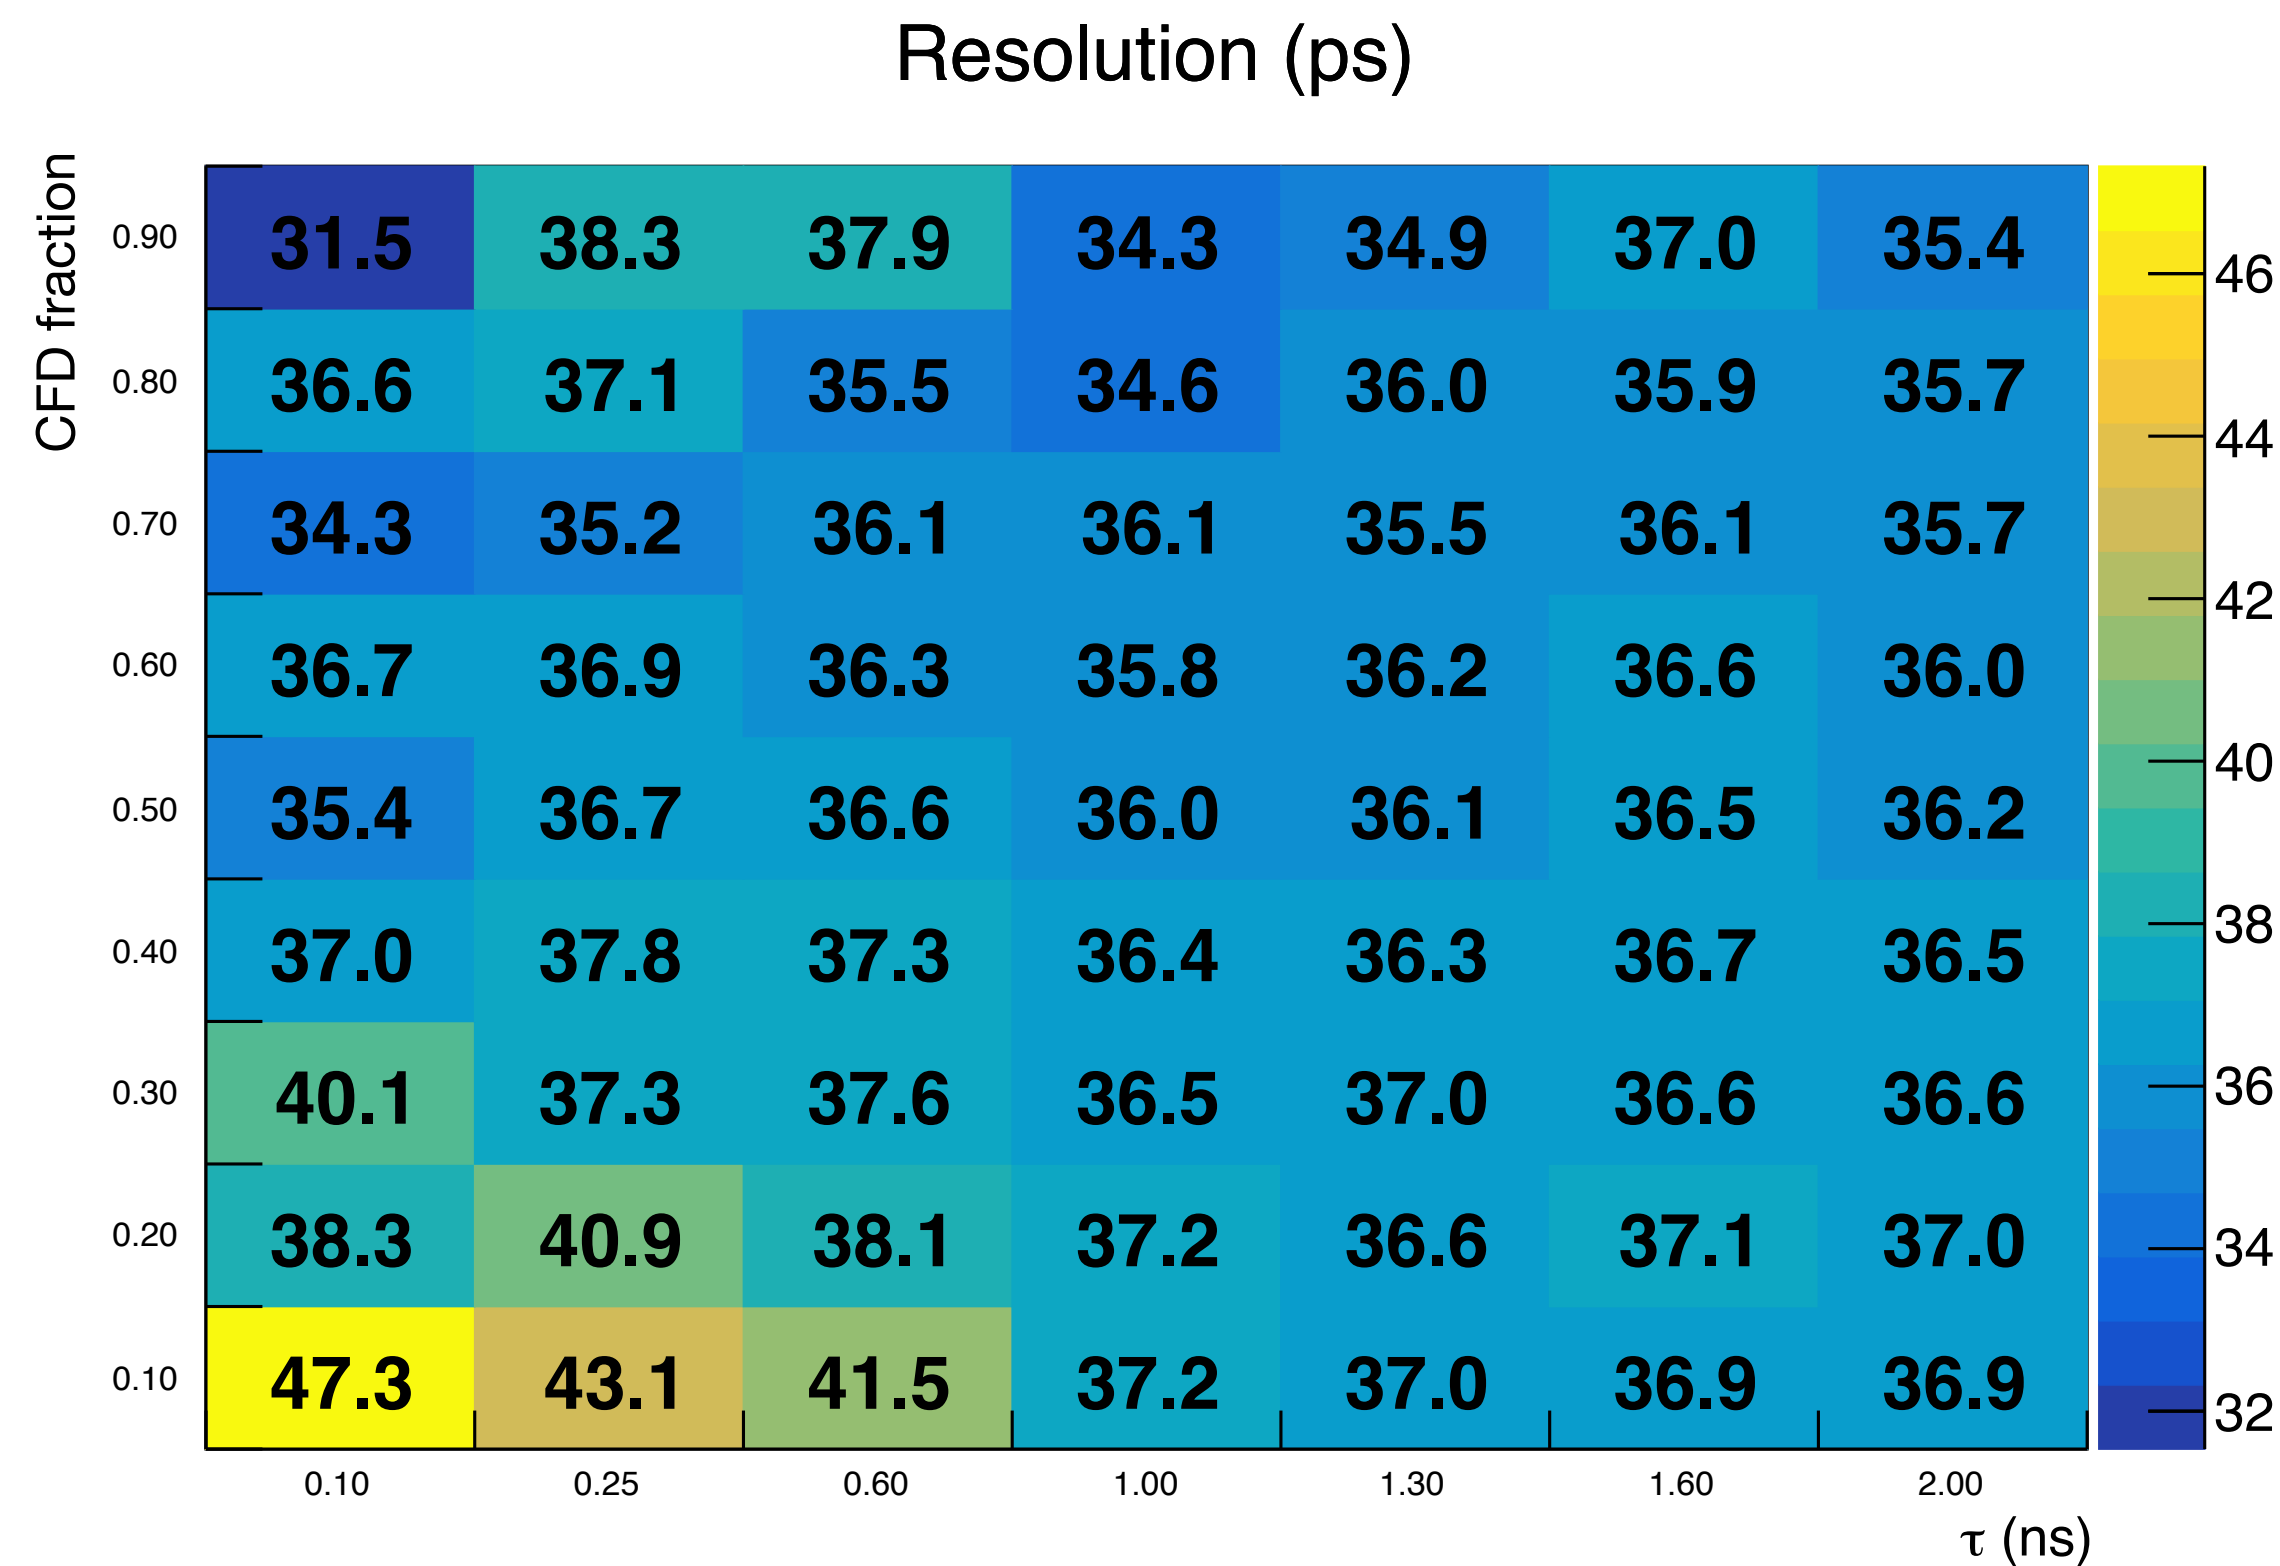 Resolution (ps)
CFD fraction
0.90 31.5 38.3 37.9 34.3 34.9 37.0 35.4
0.80 36.6 37.1 35.5 34.6 36.0 35.9 35.7
0.70 34.3 35.2 36.1 36.1 35.5 36.1 35.7
0.60 36.7 36.9 36.3 35.8 36.2 36.6 36.0
0.50 35.4 36.7 36.6 36.0 36.1 36.5 36.2
0.40 37.0 37.8 37.3 36.4 36.3 36.7 36.5
0.30 40.1 37.3 37.6 36.5 37.0 36.6 36.6
0.20 38.3 40.9 38.1 37.2 36.6 37.1 37.0
0.10 47.3 43.1 41.5 37.2 37.0 36.9 36.9
0.10 0.25 0.60 1.00 1.30 1.60 2.00
τ (ns)
46
44
42
40
38
36
34
32